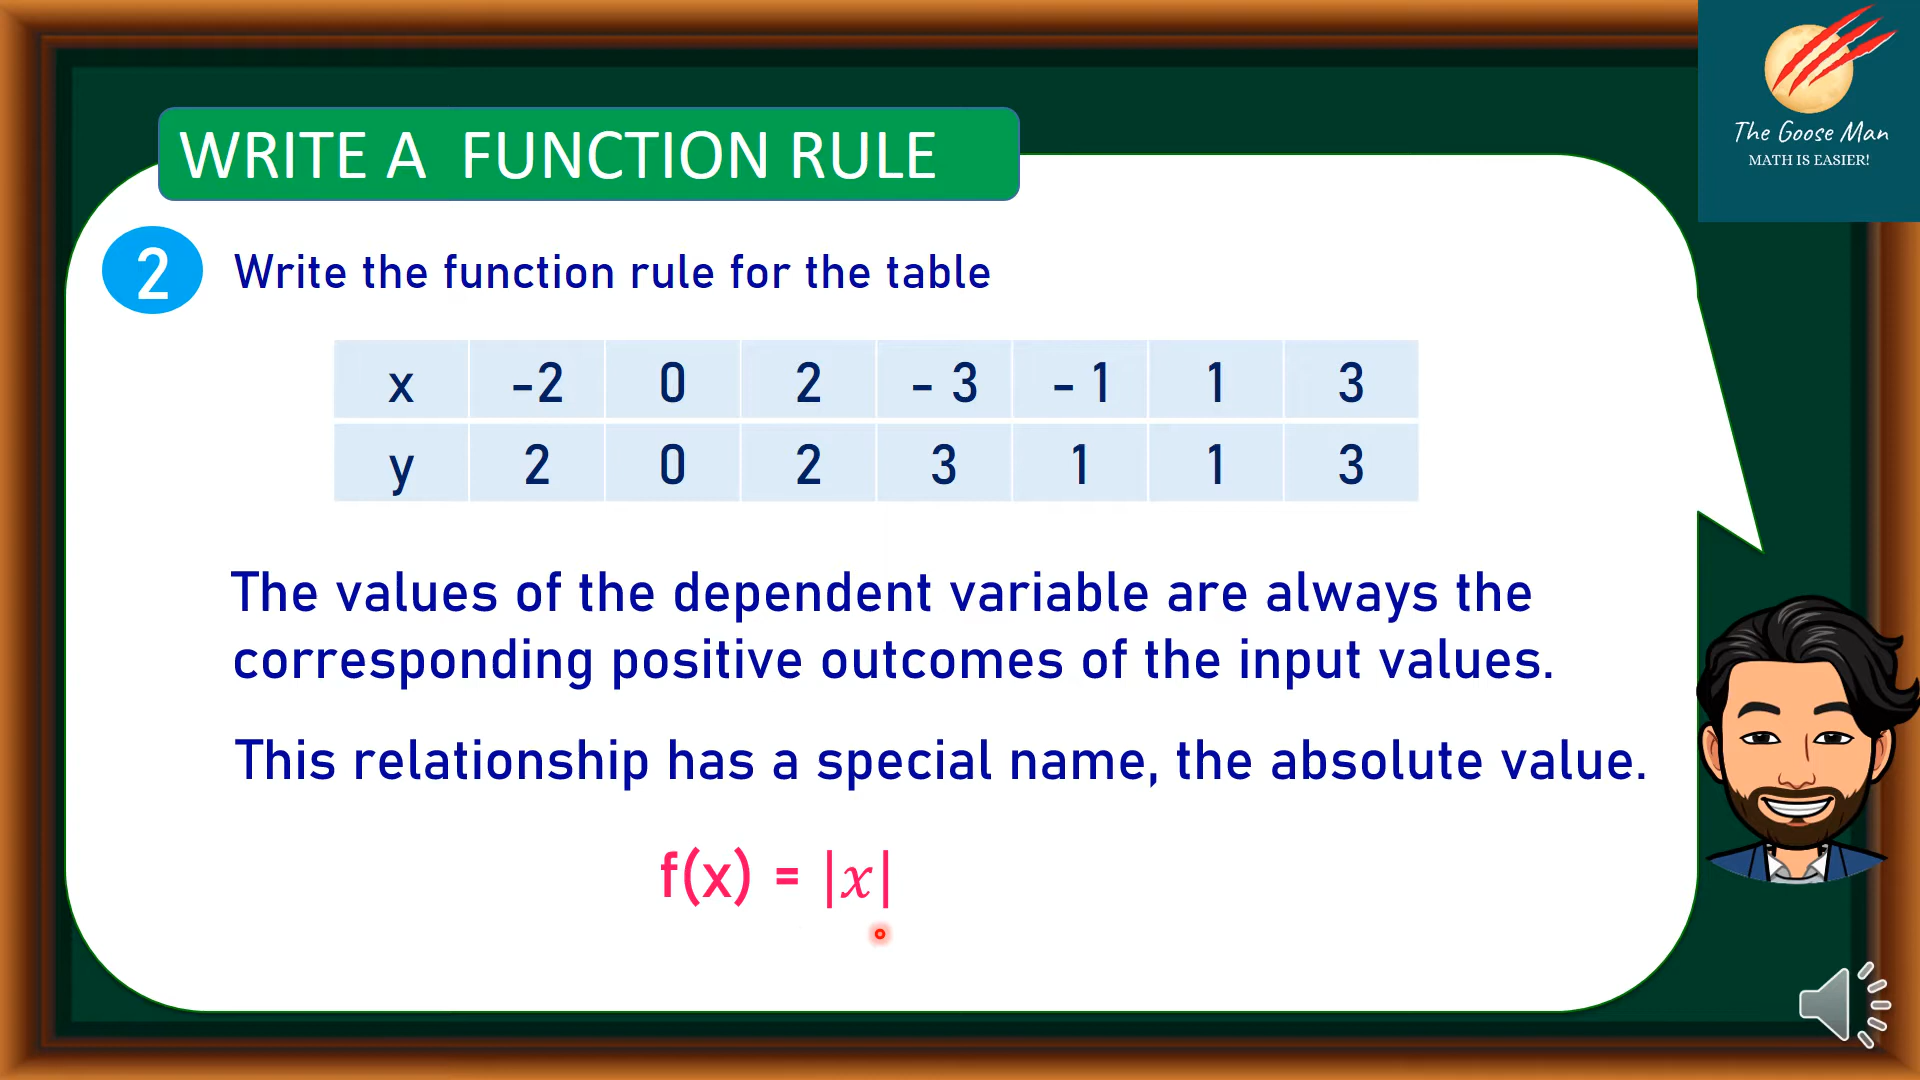 The Goose Man
MATH IS EASIER!
WRITE A FUNCTION RULE
2 Write the function rule for the table
x -2 0 2 - 3 - 1 1 3
y 2 0 2 3 1 1 3
The values of the dependent variable are always the
corresponding positive outcomes of the input values.
This relationship has a special name, the absolute value.
f(x) = |x|